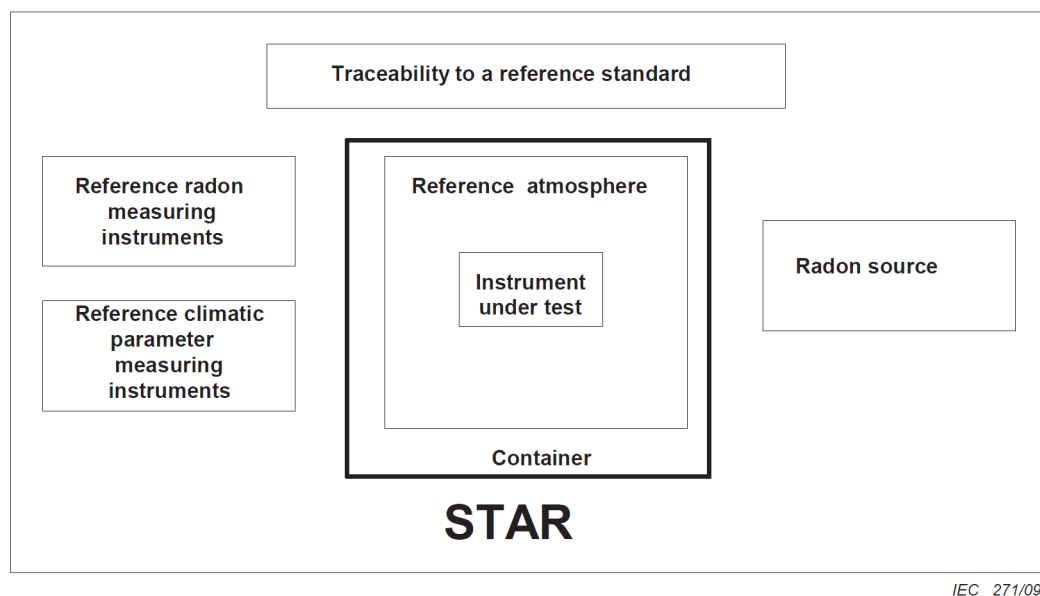 Traceability to a reference standard
Reference radon
measuring
instruments
Reference climatic
parameter
measuring
instruments
Reference atmosphere
Instrument
under test
Container
Radon source
STAR
IEC 271/09